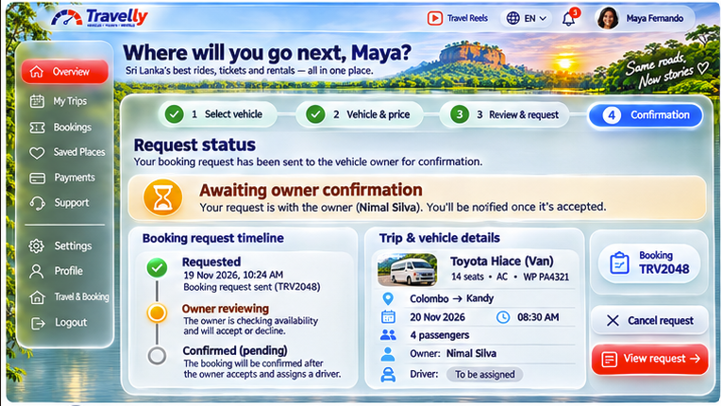 Travelly
Travel Reels
EN
3
Maya Fernando
Where will you go next, Maya?
Sri Lanka's best rides, tickets and rentals — all in one place.
Same roads,
New stories ♡
Overview
My Trips
Bookings
Saved Places
Payments
Support
Settings
Profile
Travel & Booking
Logout
1 Select vehicle
2 Vehicle & price
3 3 Review & request
4 Confirmation
Request status
Your booking request has been sent to the vehicle owner for confirmation.
Awaiting owner confirmation
Your request is with the owner (Nimal Silva). You'll be notified once it's accepted.
Booking request timeline
Requested
19 Nov 2026, 10:24 AM
Booking request sent (TRV2048)
Owner reviewing
The owner is checking availability
and will accept or decline.
Confirmed (pending)
The booking will be confirmed after
the owner accepts and assigns a driver.
Trip & vehicle details
Toyota Hiace (Van)
14 seats • AC • WP PA4321
Colombo → Kandy
20 Nov 2026 08:30 AM
4 passengers
Owner: Nimal Silva
Driver: To be assigned
Booking
TRV2048
× Cancel request
View request →